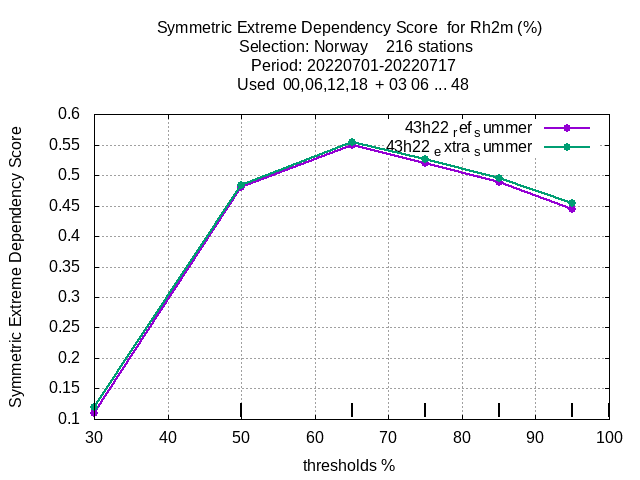 Symmetric Extreme Dependency Score  for Rh2m (%)
Selection: Norway    216 stations
Period: 20220701-20220717
Used  00,06,12,18  + 03 06 ... 48
Symmetric Extreme Dependency Score
0.6
0.55
0.5
0.45
0.4
0.35
0.3
0.25
0.2
0.15
0.1
43h22 ref summer
43h22 extra summer
30 40 50 60 70 80 90 100
thresholds %